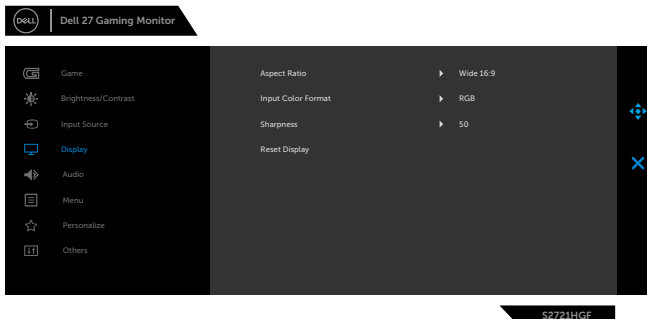 DELL
Dell 27 Gaming Monitor
Game
Aspect Ratio
Wide 16:9
Brightness/Contrast
Input Color Format
RGB
Input Source
Sharpness
50
Display
Reset Display
Audio
Menu
Personalize
Others
S2721HGF